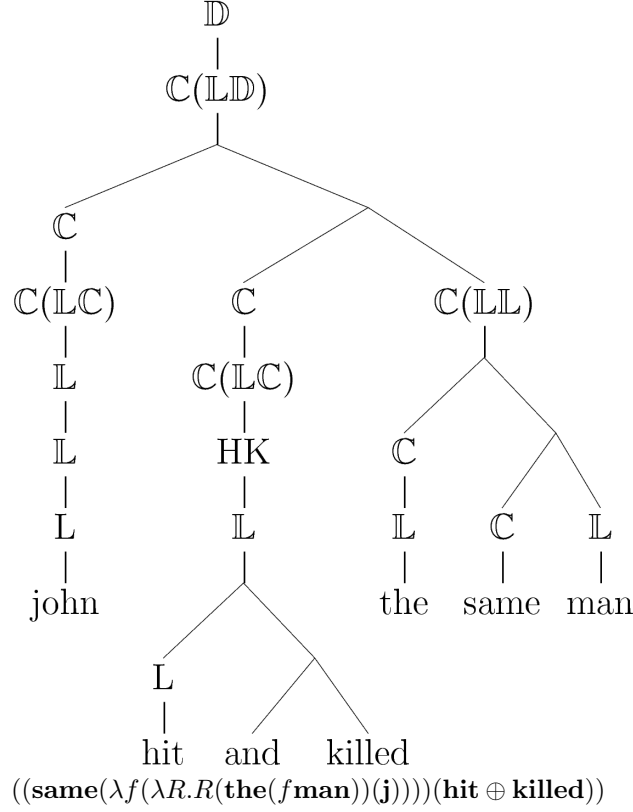 𝔻
ℂ(𝕃𝔻)
ℂ
ℂ(𝕃ℂ) ℂ ℂ(𝕃𝕃)
𝕃 ℂ(𝕃ℂ)
𝕃 HK ℂ
L 𝕃 𝕃 ℂ 𝕃
john the same man
L
hit and killed
((same(λf(λR.R(the(fman))(j))))(hit ⊕ killed))